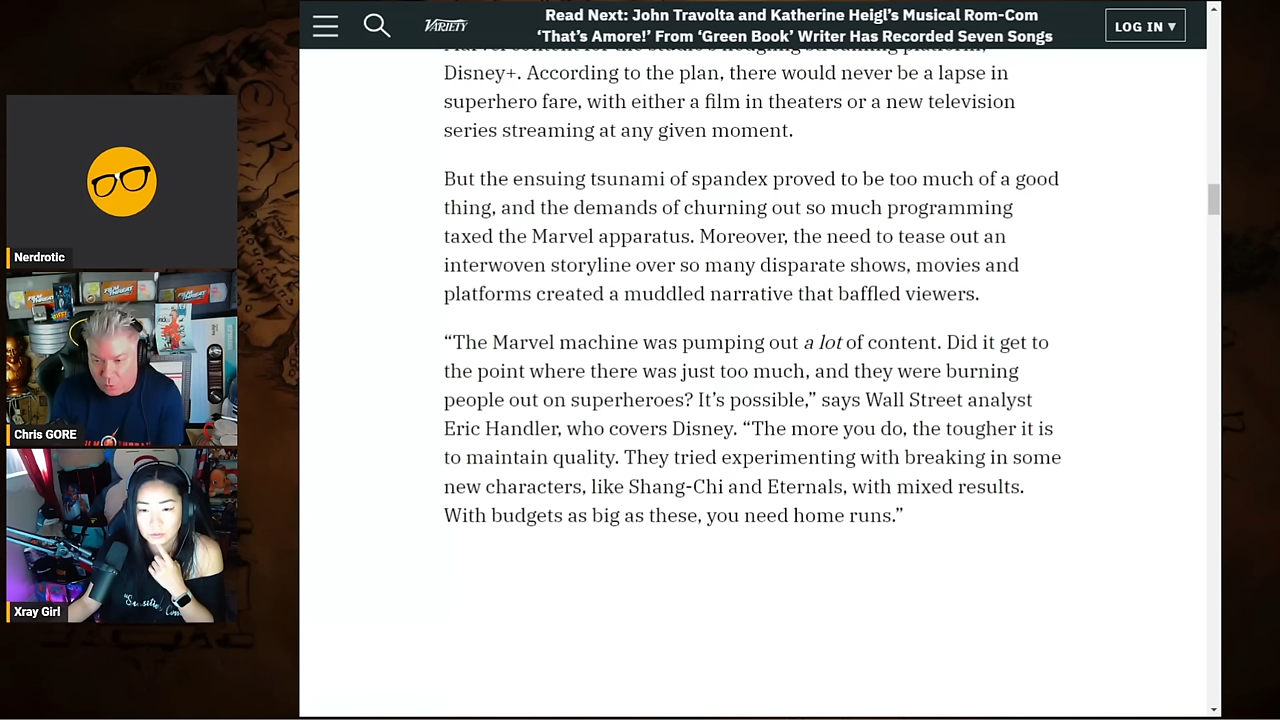 Read Next: John Travolta and Katherine Heigl's Musical Rom-Com
'That's Amore!' From 'Green Book' Writer Has Recorded Seven Songs
VARIETY
LOG IN ▾
Disney+. According to the plan, there would never be a lapse in
superhero fare, with either a film in theaters or a new television
series streaming at any given moment.
But the ensuing tsunami of spandex proved to be too much of a good
thing, and the demands of churning out so much programming
taxed the Marvel apparatus. Moreover, the need to tease out an
interwoven storyline over so many disparate shows, movies and
platforms created a muddled narrative that baffled viewers.
“The Marvel machine was pumping out a lot of content. Did it get to
the point where there was just too much, and they were burning
people out on superheroes? It’s possible,” says Wall Street analyst
Eric Handler, who covers Disney. “The more you do, the tougher it is
to maintain quality. They tried experimenting with breaking in some
new characters, like Shang-Chi and Eternals, with mixed results.
With budgets as big as these, you need home runs.”
Nerdrotic
Chris GORE
Xray Girl